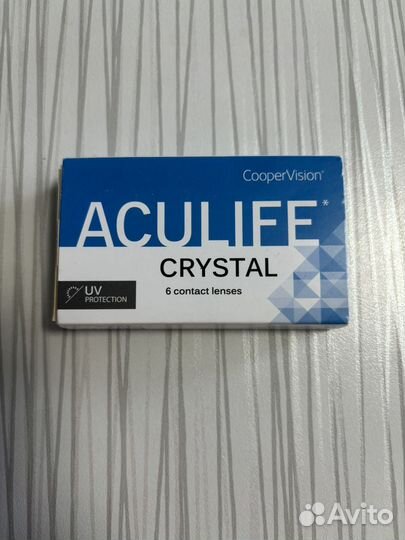 CooperVision®
ACULIFE*
CRYSTAL
UV
PROTECTION
6 contact lenses
Avito